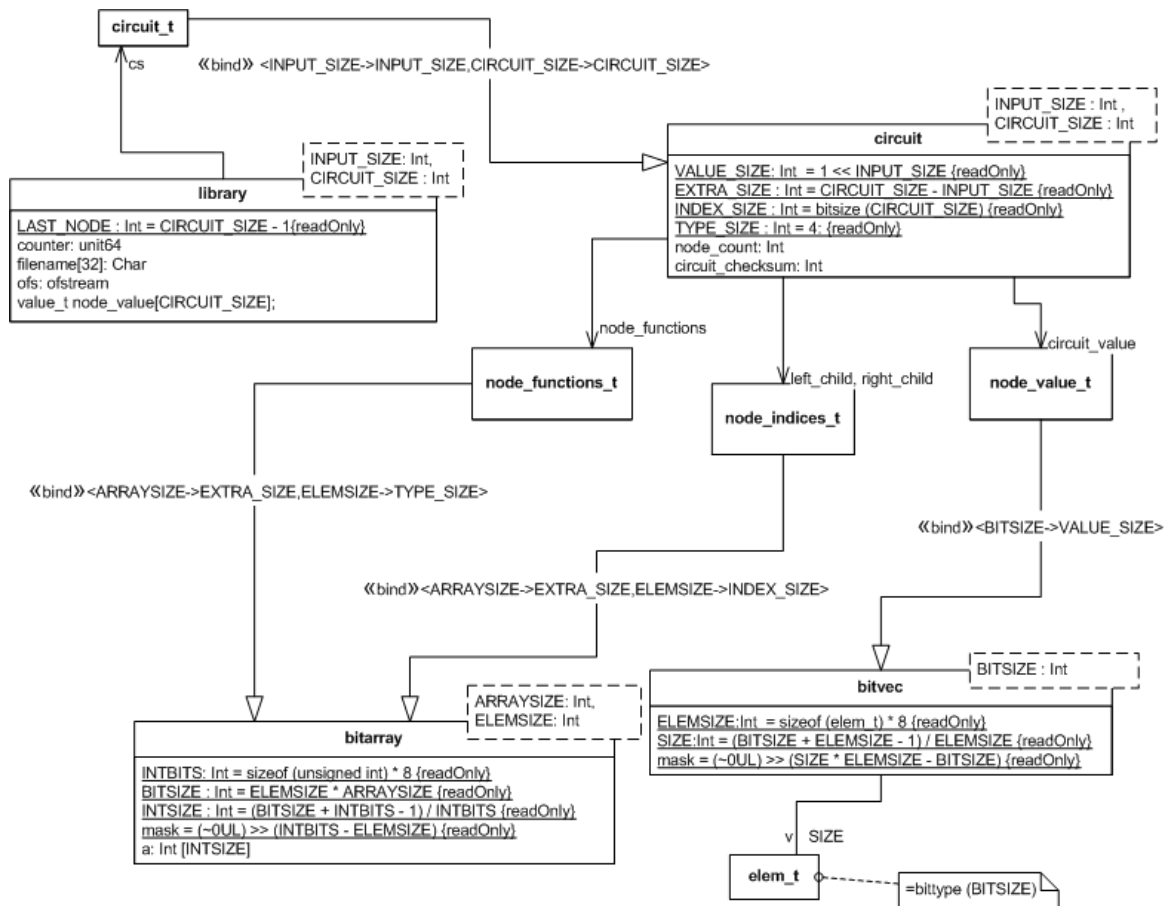 circuit_t
cs
«bind» <INPUT_SIZE->INPUT_SIZE,CIRCUIT_SIZE->CIRCUIT_SIZE>
INPUT_SIZE : Int ,
CIRCUIT_SIZE : Int
circuit
VALUE_SIZE: Int = 1 << INPUT_SIZE {readOnly}
EXTRA_SIZE : Int = CIRCUIT_SIZE - INPUT_SIZE {readOnly}
INDEX_SIZE : Int = bitsize (CIRCUIT_SIZE) {readOnly}
TYPE_SIZE : Int = 4: {readOnly}
node_count: Int
circuit_checksum: Int
INPUT_SIZE: Int,
CIRCUIT_SIZE : Int
library
LAST_NODE : Int = CIRCUIT_SIZE - 1{readOnly}
counter: unit64
filename[32]: Char
ofs: ofstream
value_t node_value[CIRCUIT_SIZE];
node_functions
node_functions_t
left_child, right_child
node_indices_t
circuit_value
node_value_t
«bind»<ARRAYSIZE->EXTRA_SIZE,ELEMSIZE->TYPE_SIZE>
«bind»<BITSIZE->VALUE_SIZE>
«bind»<ARRAYSIZE->EXTRA_SIZE,ELEMSIZE->INDEX_SIZE>
ARRAYSIZE: Int,
ELEMSIZE: Int
bitarray
INTBITS: Int = sizeof (unsigned int) * 8 {readOnly}
BITSIZE : Int = ELEMSIZE * ARRAYSIZE {readOnly}
INTSIZE : Int = (BITSIZE + INTBITS - 1) / INTBITS {readOnly}
mask = (~0UL) >> (INTBITS - ELEMSIZE) {readOnly}
a: Int [INTSIZE]
BITSIZE : Int
bitvec
ELEMSIZE:Int = sizeof (elem_t) * 8 {readOnly}
SIZE:Int = (BITSIZE + ELEMSIZE - 1) / ELEMSIZE {readOnly}
mask = (~0UL) >> (SIZE * ELEMSIZE - BITSIZE) {readOnly}
v SIZE
elem_t
=bittype (BITSIZE)